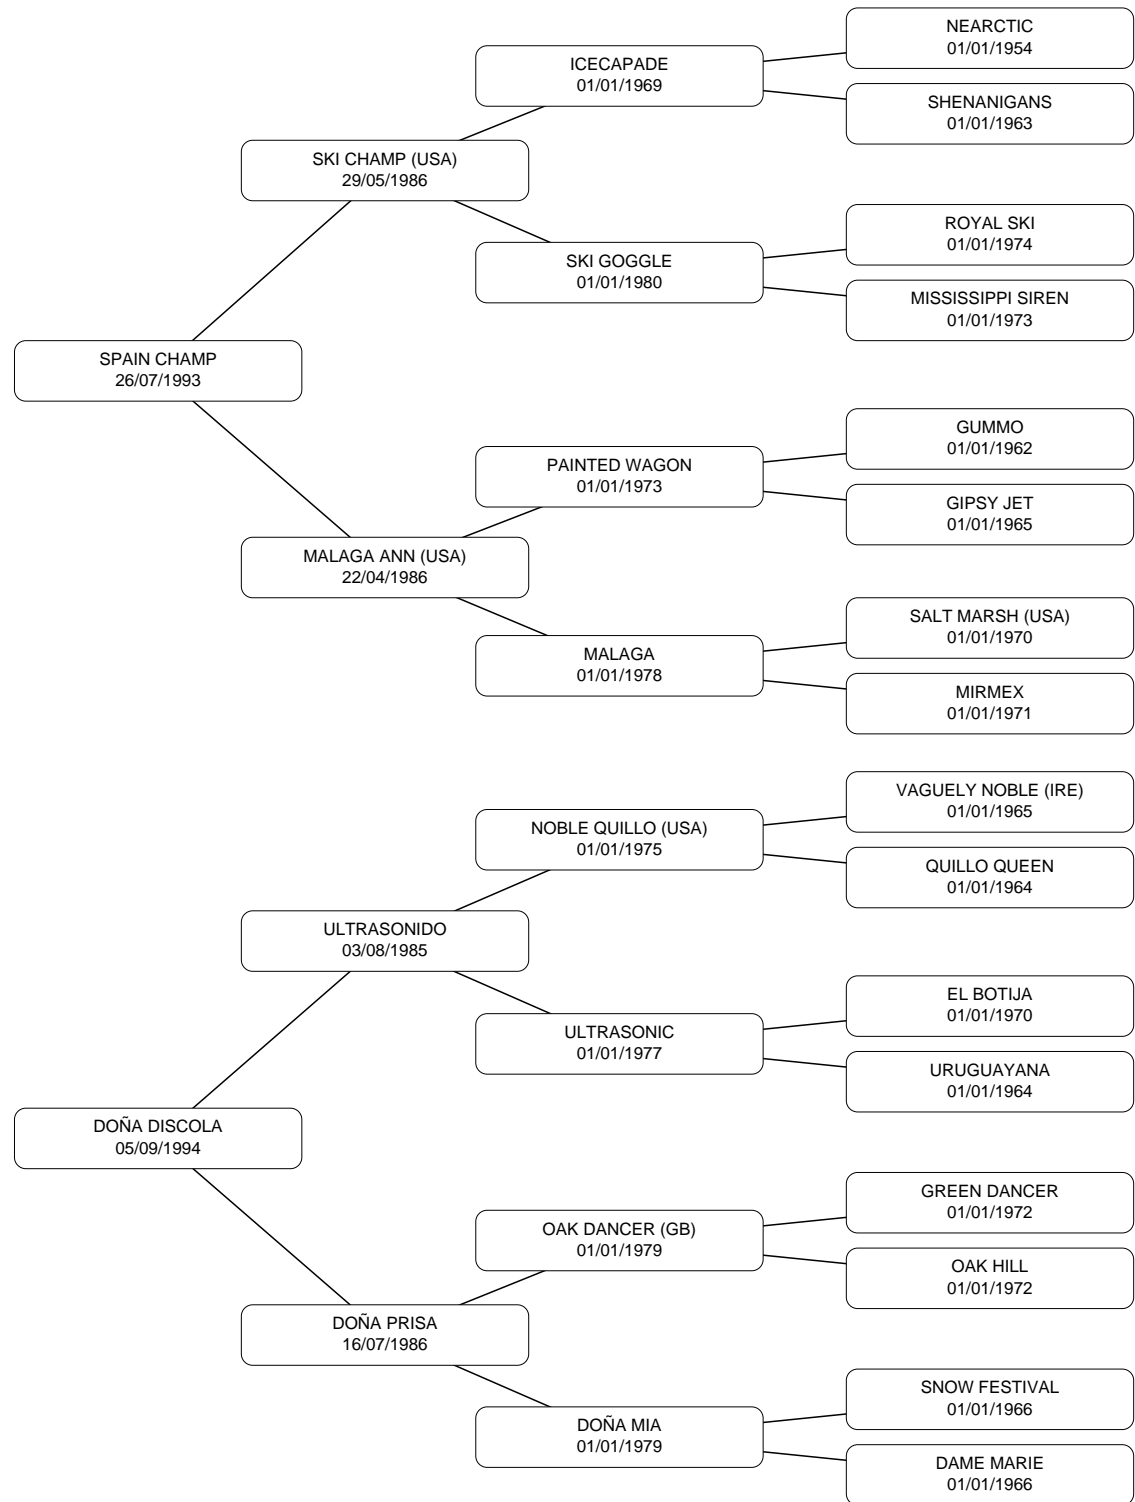 NEARCTIC
01/01/1954
ICECAPADE
01/01/1969
SHENANIGANS
01/01/1963
SKI CHAMP (USA)
29/05/1986
ROYAL SKI
01/01/1974
SKI GOGGLE
01/01/1980
MISSISSIPPI SIREN
01/01/1973
SPAIN CHAMP
26/07/1993
GUMMO
01/01/1962
PAINTED WAGON
01/01/1973
GIPSY JET
01/01/1965
MALAGA ANN (USA)
22/04/1986
SALT MARSH (USA)
01/01/1970
MALAGA
01/01/1978
MIRMEX
01/01/1971
VAGUELY NOBLE (IRE)
01/01/1965
NOBLE QUILLO (USA)
01/01/1975
QUILLO QUEEN
01/01/1964
ULTRASONIDO
03/08/1985
EL BOTIJA
01/01/1970
ULTRASONIC
01/01/1977
URUGUAYANA
01/01/1964
DOÑA DISCOLA
05/09/1994
GREEN DANCER
01/01/1972
OAK DANCER (GB)
01/01/1979
OAK HILL
01/01/1972
DOÑA PRISA
16/07/1986
SNOW FESTIVAL
01/01/1966
DOÑA MIA
01/01/1979
DAME MARIE
01/01/1966